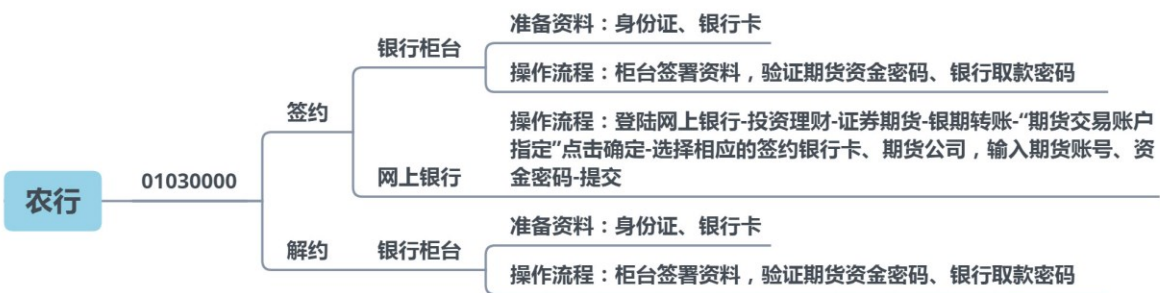 农行
01030000
签约
银行柜台
准备资料：身份证、银行卡
操作流程：柜台签署资料，验证期货资金密码、银行取款密码
网上银行
操作流程：登陆网上银行-投资理财-证券期货-银期转账-“期货交易账户
指定”点击确定-选择相应的签约银行卡、期货公司，输入期货账号、资
金密码-提交
解约
银行柜台
准备资料：身份证、银行卡
操作流程：柜台签署资料，验证期货资金密码、银行取款密码